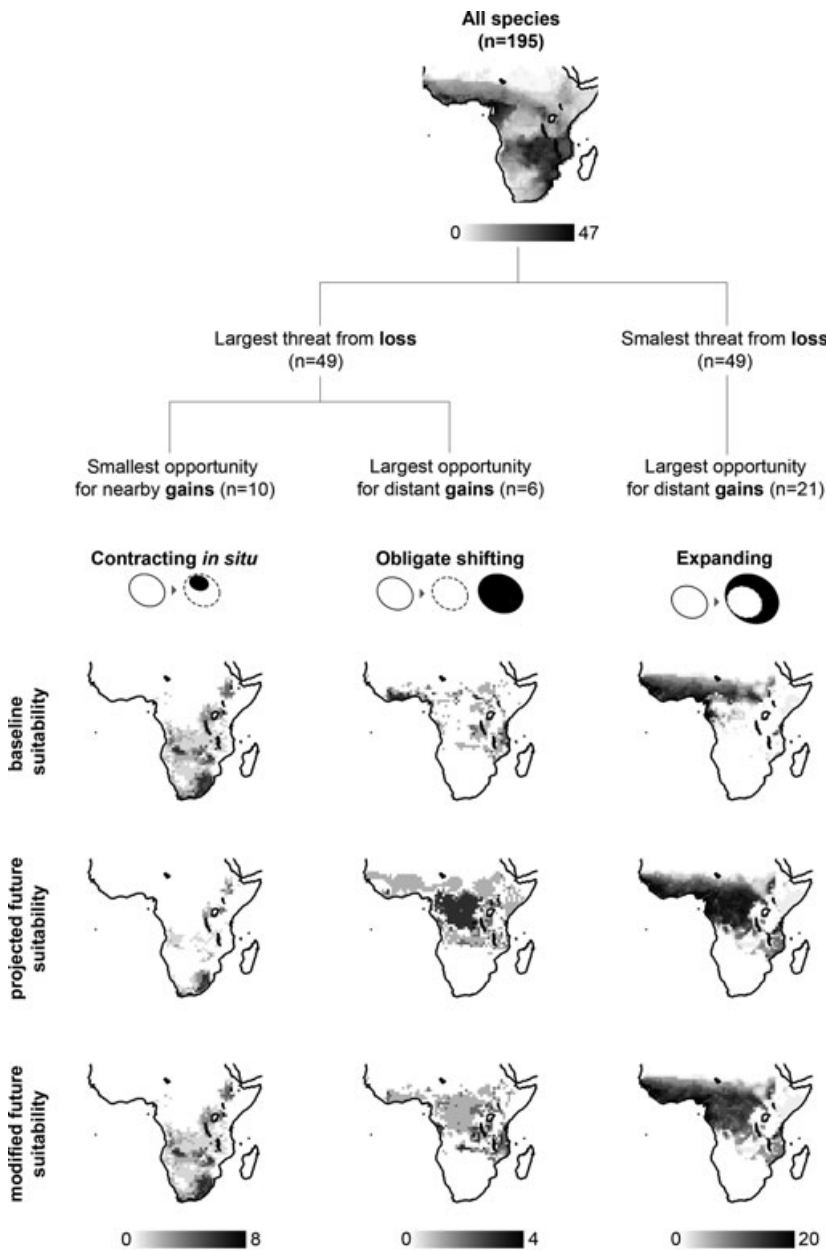 All species
(n=195)
0 47
Largest threat from loss
(n=49)
Smalest threat from loss
(n=49)
Smallest opportunity
for nearby gains (n=10)
Largest opportunity
for distant gains (n=6)
Largest opportunity
for distant gains (n=21)
Contracting in situ
Obligate shifting
Expanding
baseline
suitability
projected future
suitability
modified future
suitability
0 8
0 4
0 20